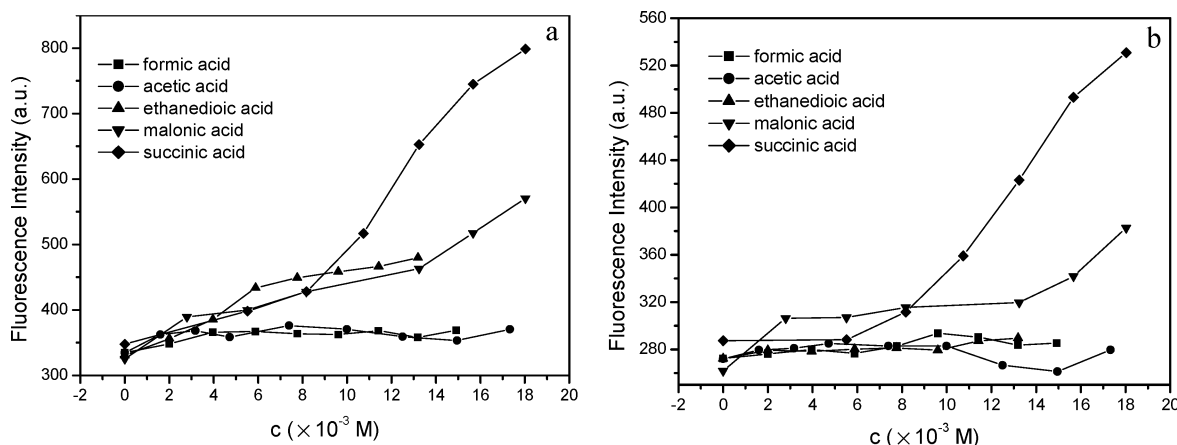 a
800
700
600
500
400
300
Fluorescence Intensity (a.u.)
formic acid
acetic acid
ethanedioic acid
malonic acid
succinic acid
-2 0 2 4 6 8 10 12 14 16 18 20
c (×10⁻³ M)
b
560
520
480
440
400
360
320
280
Fluorescence Intensity (a.u.)
formic acid
acetic acid
ethanedioic acid
malonic acid
succinic acid
-2 0 2 4 6 8 10 12 14 16 18 20
c (×10⁻³ M)